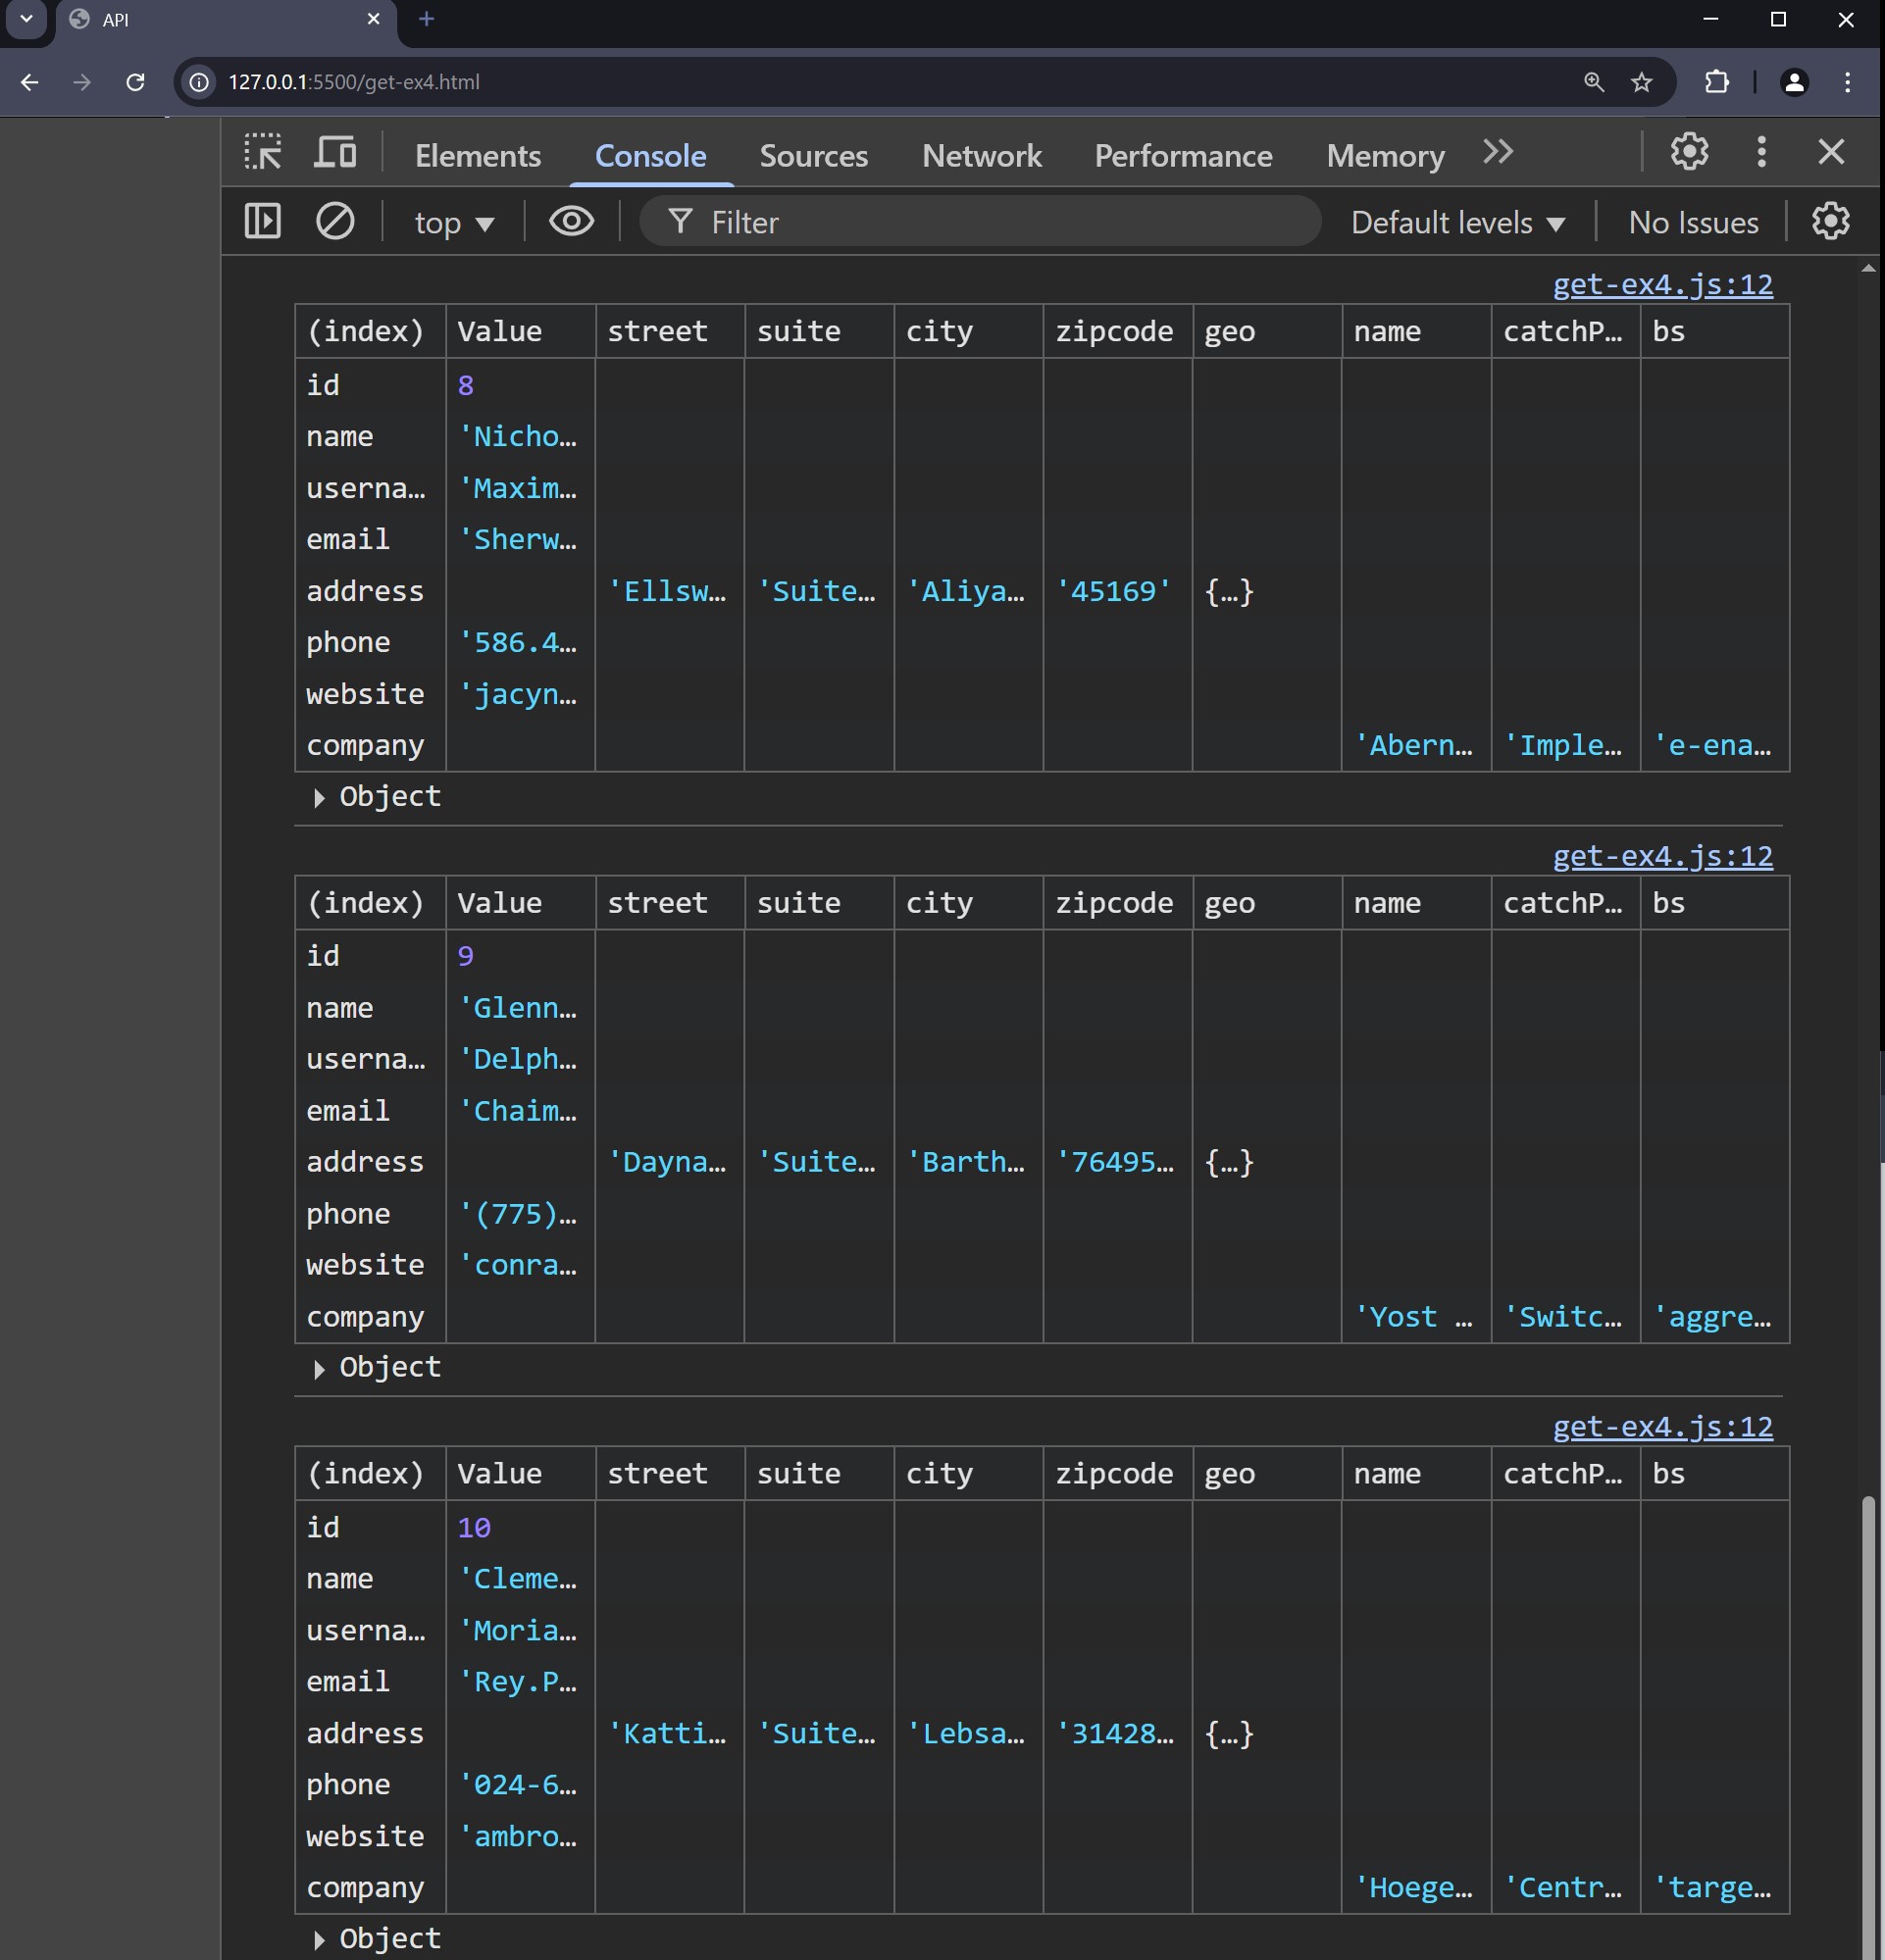 API
127.0.0.1:5500/get-ex4.html
Elements Console Sources Network Performance Memory
top Filter Default levels No Issues
get-ex4.js:12
(index) Value street suite city zipcode geo name catchP… bs
id 8
name 'Nicho…
userna… 'Maxim…
email 'Sherw…
address 'Ellsw… 'Suite… 'Aliya… '45169' {…}
phone '586.4…
website 'jacyn…
company 'Abern… 'Imple… 'e-ena…
Object
get-ex4.js:12
(index) Value street suite city zipcode geo name catchP… bs
id 9
name 'Glenn…
userna… 'Delph…
email 'Chaim…
address 'Dayna… 'Suite… 'Barth… '76495… {…}
phone '(775)…
website 'conra…
company 'Yost … 'Switc… 'aggre…
Object
get-ex4.js:12
(index) Value street suite city zipcode geo name catchP… bs
id 10
name 'Cleme…
userna… 'Moria…
email 'Rey.P…
address 'Katti… 'Suite… 'Lebsa… '31428… {…}
phone '024-6…
website 'ambro…
company 'Hoege… 'Centr… 'targe…
Object